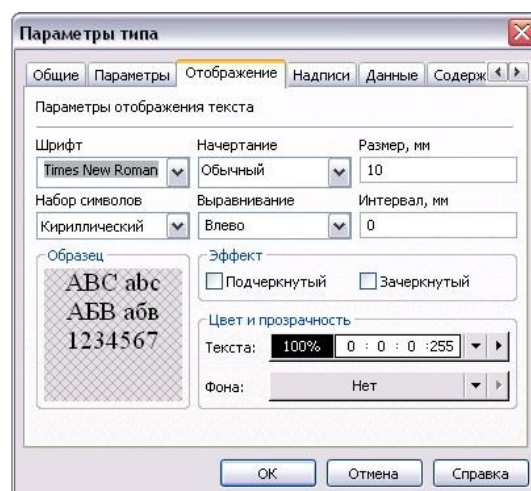 Параметры типа
Общие Параметры Отображение Надписи Данные Содерж
Параметры отображения текста
Шрифт Начертание Размер, мм
Times New Roman Обычный 10
Набор символов Выравнивание Интервал, мм
Кириллический Влево 0
Образец Эффект
ABC abc
АБВ абв
1234567
Подчеркнутый Зачеркнутый
Цвет и прозрачность
Текста: 100% 0 : 0 : 0 :255
Фона: Нет
ОК Отмена Справка